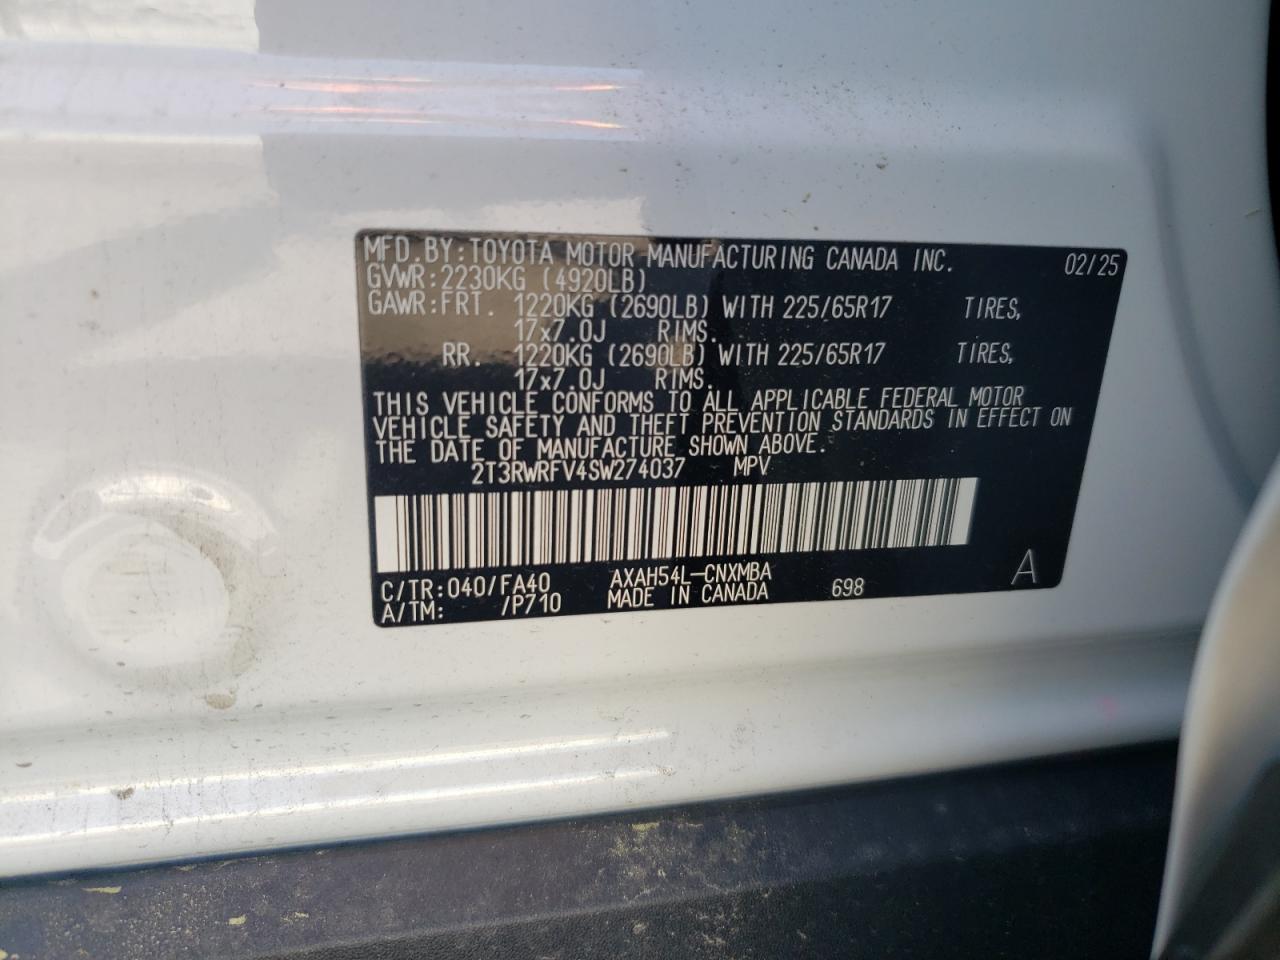 MFD.BY:TOYOTA MOTOR MANUFACTURING CANADA INC. 02/25
GVWR:2230KG (4920LB)
GAWR:FRT. 1220KG (2690LB) WITH 225/65R17 TIRES,
17x7.0J RIMS.
RR. 1220KG (2690LB) WITH 225/65R17 TIRES,
17x7.0J RIMS.
THIS VEHICLE CONFORMS TO ALL APPLICABLE FEDERAL MOTOR
VEHICLE SAFETY AND THEFT PREVENTION STANDARDS IN EFFECT ON
THE DATE OF MANUFACTURE SHOWN ABOVE.
2T3RWRFV4SW274037 MPV
C/TR:040/FA40 AXAH54L-CNXMBA
A/TM: /P710 MADE IN CANADA 698 A